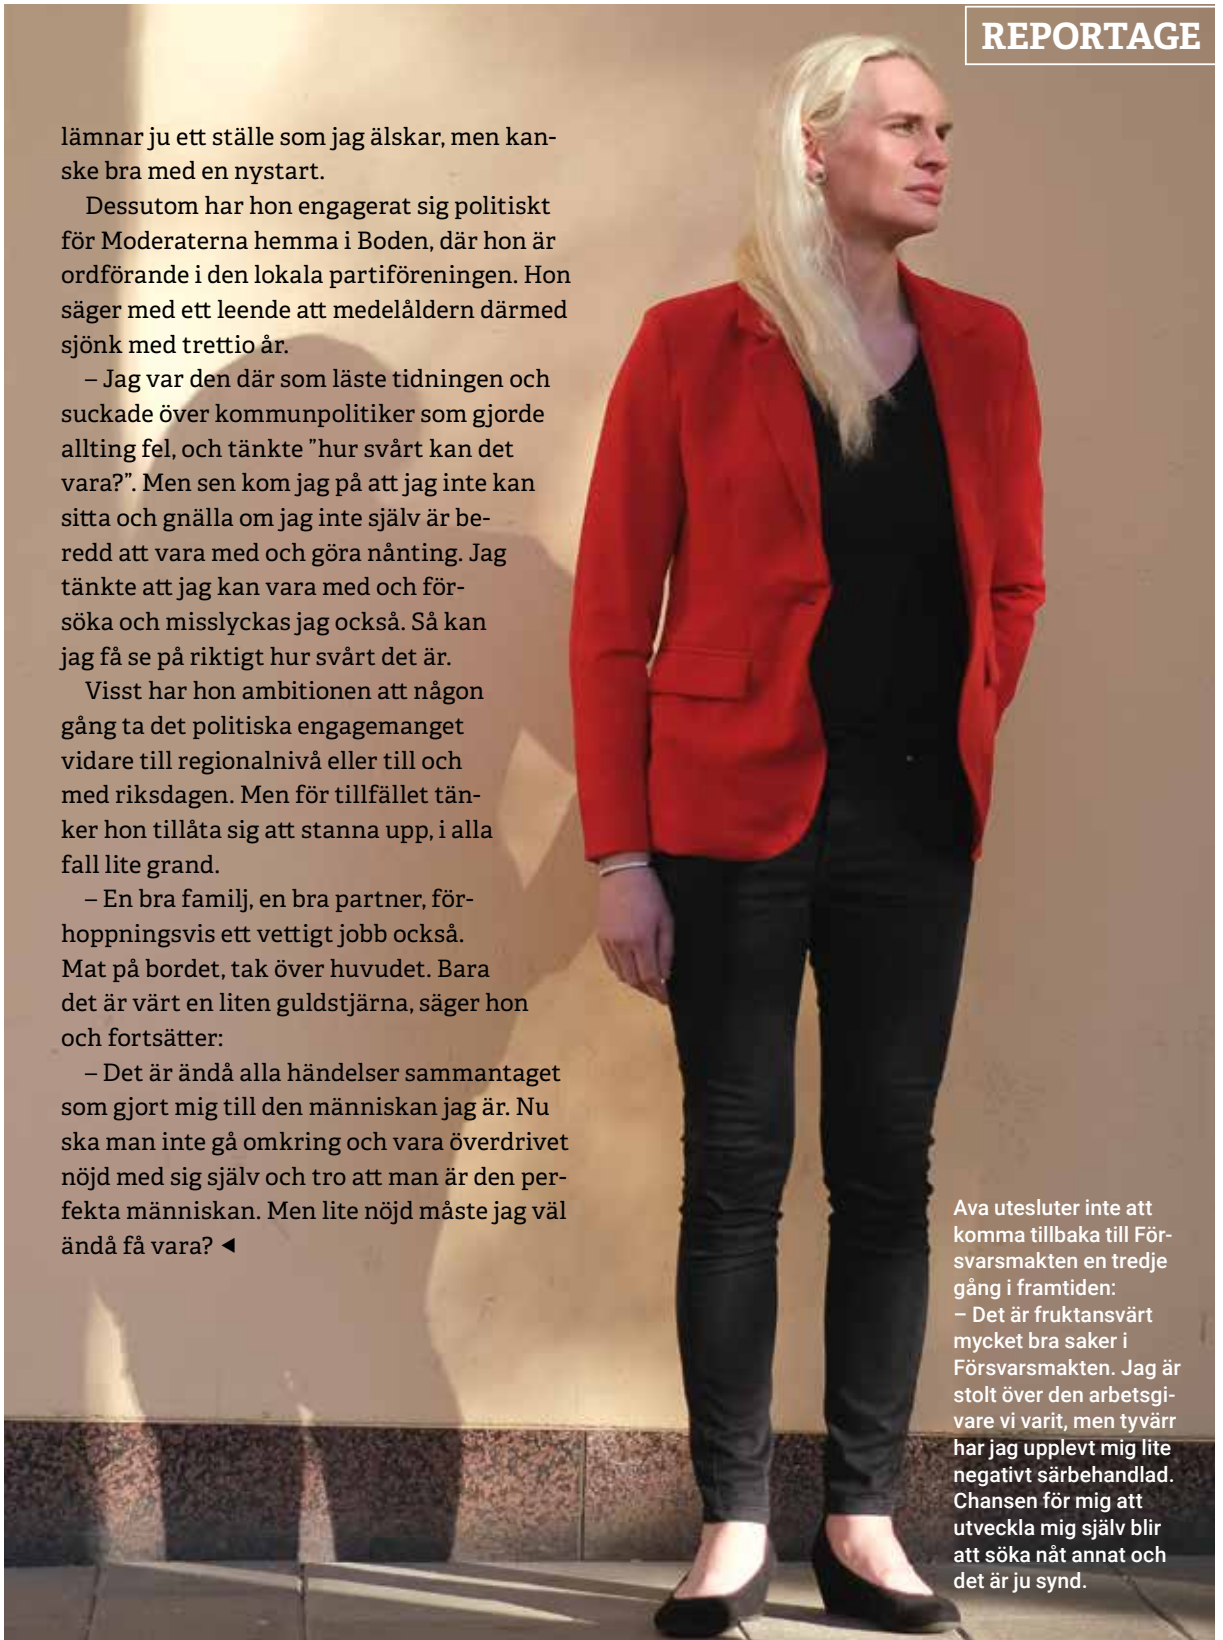 REPORTAGE
lämnar ju ett ställe som jag älskar, men kan-
ske bra med en nystart.
Dessutom har hon engagerat sig politiskt
för Moderaterna hemma i Boden, där hon är
ordförande i den lokala partiföreningen. Hon
säger med ett leende att medelåldern därmed
sjönk med trettio år.
– Jag var den där som läste tidningen och
suckade över kommunpolitiker som gjorde
allting fel, och tänkte ”hur svårt kan det
vara?”. Men sen kom jag på att jag inte kan
sitta och gnälla om jag inte själv är be-
redd att vara med och göra nånting. Jag
tänkte att jag kan vara med och för-
söka och misslyckas jag också. Så kan
jag få se på riktigt hur svårt det är.
Visst har hon ambitionen att någon
gång ta det politiska engagemanget
vidare till regionalnivå eller till och
med riksdagen. Men för tillfället tän-
ker hon tillåta sig att stanna upp, i alla
fall lite grand.
– En bra familj, en bra partner, för-
hoppningsvis ett vettigt jobb också.
Mat på bordet, tak över huvudet. Bara
det är värt en liten guldstjärna, säger hon
och fortsätter:
– Det är ändå alla händelser sammantaget
som gjort mig till den människan jag är. Nu
ska man inte gå omkring och vara överdrivet
nöjd med sig själv och tro att man är den per-
fekta människan. Men lite nöjd måste jag väl
ändå få vara? ◄
Ava utesluter inte att
komma tillbaka till För-
svarsmakten en tredje
gång i framtiden:
– Det är fruktansvärt
mycket bra saker i
Försvarsmakten. Jag är
stolt över den arbetsgi-
vare vi varit, men tyvärr
har jag upplevt mig lite
negativt särbehandlad.
Chansen för mig att
utveckla mig själv blir
att söka nåt annat och
det är ju synd.